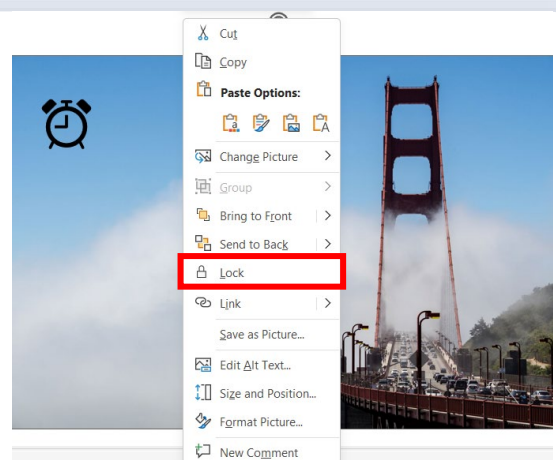 Cut
Copy
Paste Options:
Change Picture
Group
Bring to Front
Send to Back
Lock
Link
Save as Picture...
Edit Alt Text...
Size and Position...
Format Picture...
New Comment